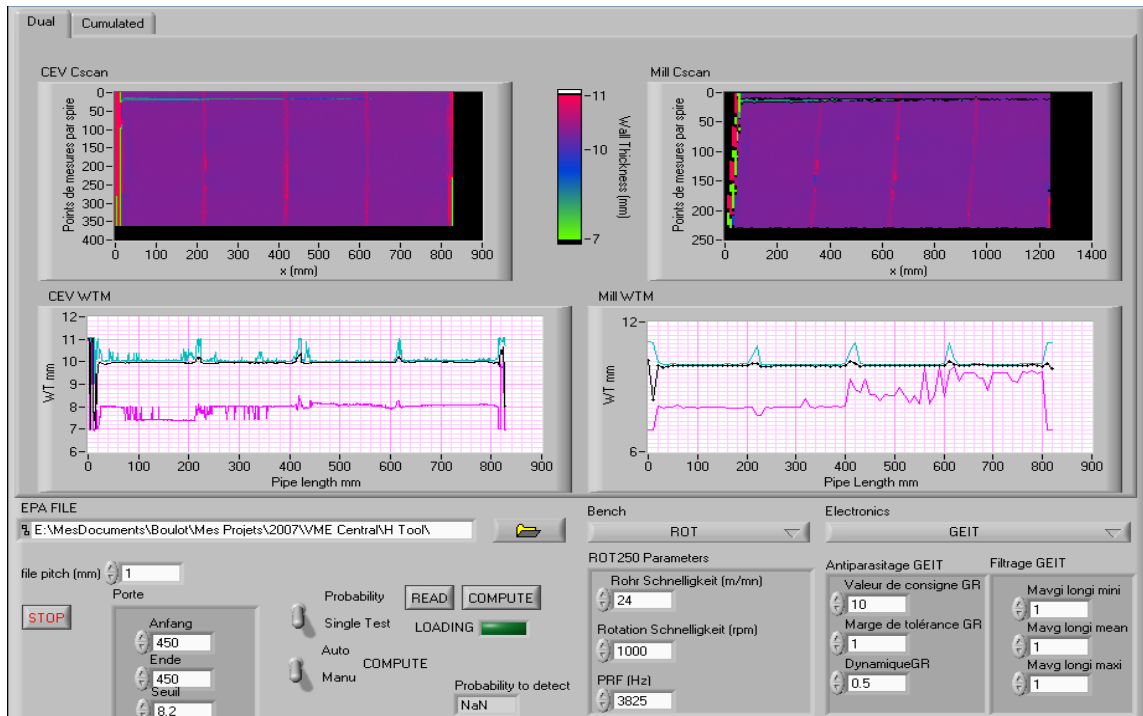 Dual Cumulated
CEV Cscan
Mill Cscan
Points de mesures par spire
0
50
100
150
200
250
300
350
400
0 100 200 300 400 500 600 700 800 900
x (mm)
11
10
7
Wall Thickness (mm)
Points de mesures par spire
0
50
100
150
200
250
0 200 400 600 800 1000 1200 1400
x (mm)
CEV WTM
WT mm
12
11
10
9
8
7
6
0 100 200 300 400 500 600 700 800 900
Pipe length mm
Mill WTM
WT mm
12
6
0 100 200 300 400 500 600 700 800 900
Pipe Length mm
EPA FILE
E:\MesDocuments\Boulot\Mes Projets\2007\VME Central\H Tool\
file pitch (mm) 1
STOP
Porte
Anfang
450
Ende
450
Seuil
8.2
Probability
Single Test
READ COMPUTE
LOADING
Auto
Manu
COMPUTE
Probability to detect
NaN
Bench
ROT
ROT250 Parameters
Rohr Schnelligkeit (m/mn)
24
Rotation Schnelligkeit (rpm)
1000
PRF (Hz)
3825
Electronics
GEIT
Antiparasitage GEIT
Valeur de consigne GR
10
Marge de tolérance GR
1
DynamiqueGR
0.5
Filtrage GEIT
Mavgi longi mini
1
Mavg longi mean
1
Mavg longi maxi
1